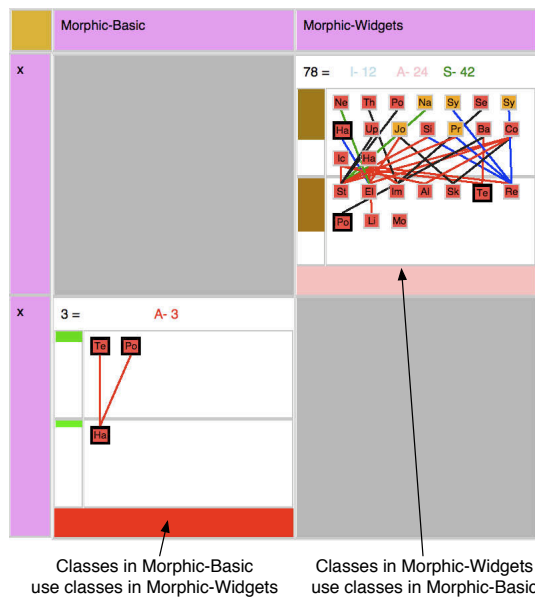 Morphic-Basic Morphic-Widgets
x
78 = I- 12 A- 24 S- 42
Ne Th Po Na Sy Se Sy
Ha Up Jo Si Pr Ba Co
Ic Ha
St El Im Al Sk Te Re
Po Li Mo
x
3 = A- 3
Te Po
Ha
Classes in Morphic-Basic
use classes in Morphic-Widgets
Classes in Morphic-Widgets
use classes in Morphic-Basic